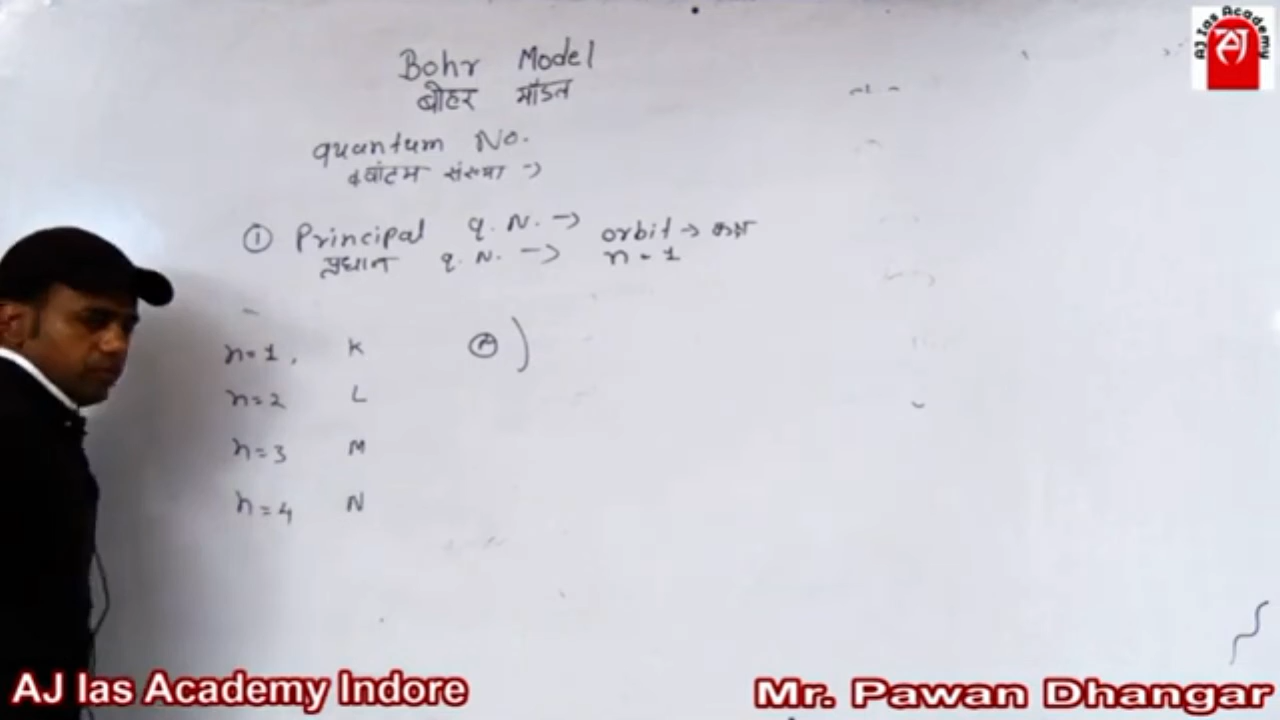 AJ Ias Academy
AJ
Bohr Model
बोहर मॉडल
quantum No.
क्वांटम संख्या →
① Principal q. N. → orbit → कक्ष
प्रधान q. N. → n = 1
n=1, K
n=2 L
n=3 M
n=4 N
AJ Ias Academy Indore
Mr. Pawan Dhangar